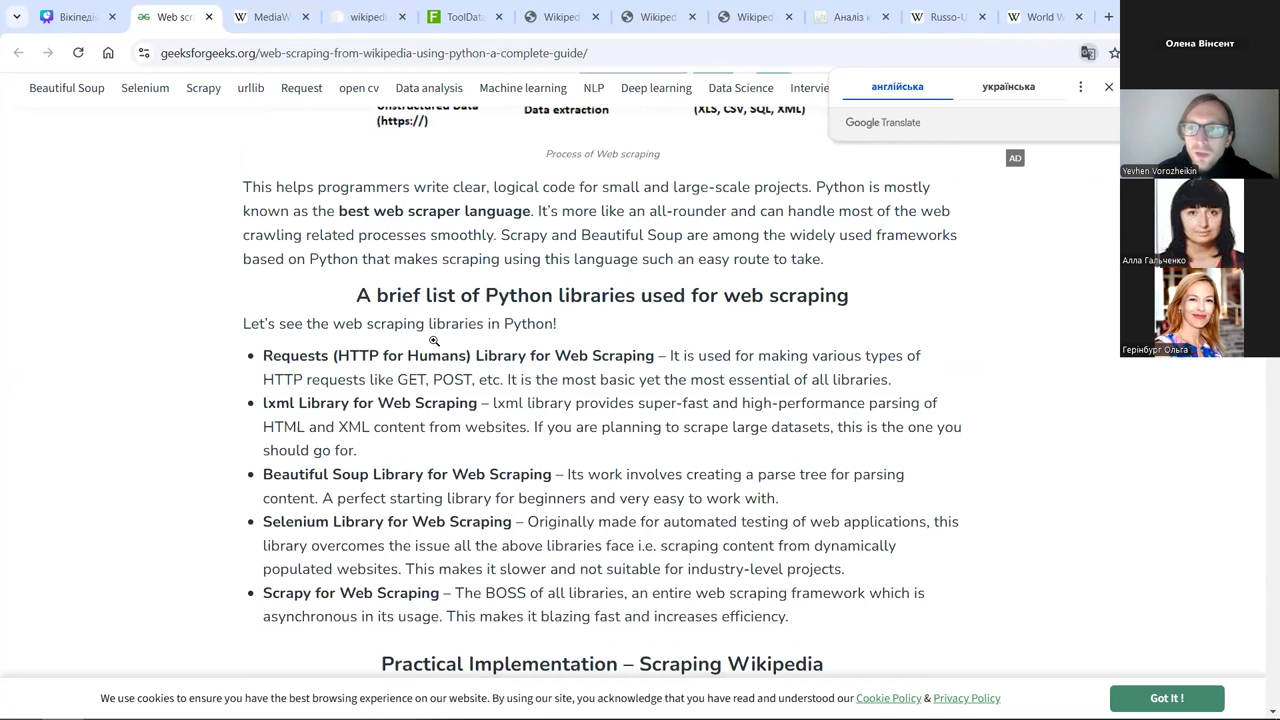 Вікіпеді
Web scra
MediaW
ToolDat
Wikiped
Wikiped
Аналіз к
Russo-U
World W
geeksforgeeks.org/web-scraping-from-wikipedia-using-python-a-complete-guide/
Beautiful Soup Selenium Scrapy urllib Request open cv Data analysis Machine learning NLP Deep learning Data Science Intervie
англійська українська
Google Translate
(https://)
Data extraction
(XLS, CSV, SQL, XML)
Process of Web scraping
AD
This helps programmers write logical code for small and large-scale projects. Python is mostly
known as the best web scraper language. It’s more like an all-rounder and can handle most of the web
crawling related processes smoothly. Scrapy and Beautiful Soup are among the widely used frameworks
based on Python that makes scraping using this language such an easy route to take.
A brief list of Python libraries used for web scraping
Let’s see the web scraping libraries in Python!
• Requests (HTTP for Humans) Library for Web Scraping – It is used for making various types of
HTTP requests like GET, POST, etc. It is the most basic yet the most essential of all libraries.
• lxml Library for Web Scraping – lxml library provides super-fast and high-performance parsing of
HTML and XML content from websites. If you are planning to scrape large datasets, this is the one you
should go for.
• Beautiful Soup Library for Web Scraping – Its work involves creating a parse tree for parsing
content. A perfect starting library for beginners and very easy to work with.
• Selenium Library for Web Scraping – Originally made for automated testing of web applications, this
library overcomes the issue all the above libraries face i.e. scraping content from dynamically
populated websites. This makes it slower and not suitable for industry-level projects.
• Scrapy for Web Scraping – The BOSS of all libraries, an entire web scraping framework which is
asynchronous in its usage. This makes it blazing fast and increases efficiency.
Practical Implementation – Scraping Wikipedia
We use cookies to ensure you have the best browsing experience on our website. By using our site, you acknowledge that you have read and understood our Cookie Policy & Privacy Policy
Got It !
Олена Вінсент
Yevhen Vorozheikin
Алла Гальченко
Герінбург Ольга